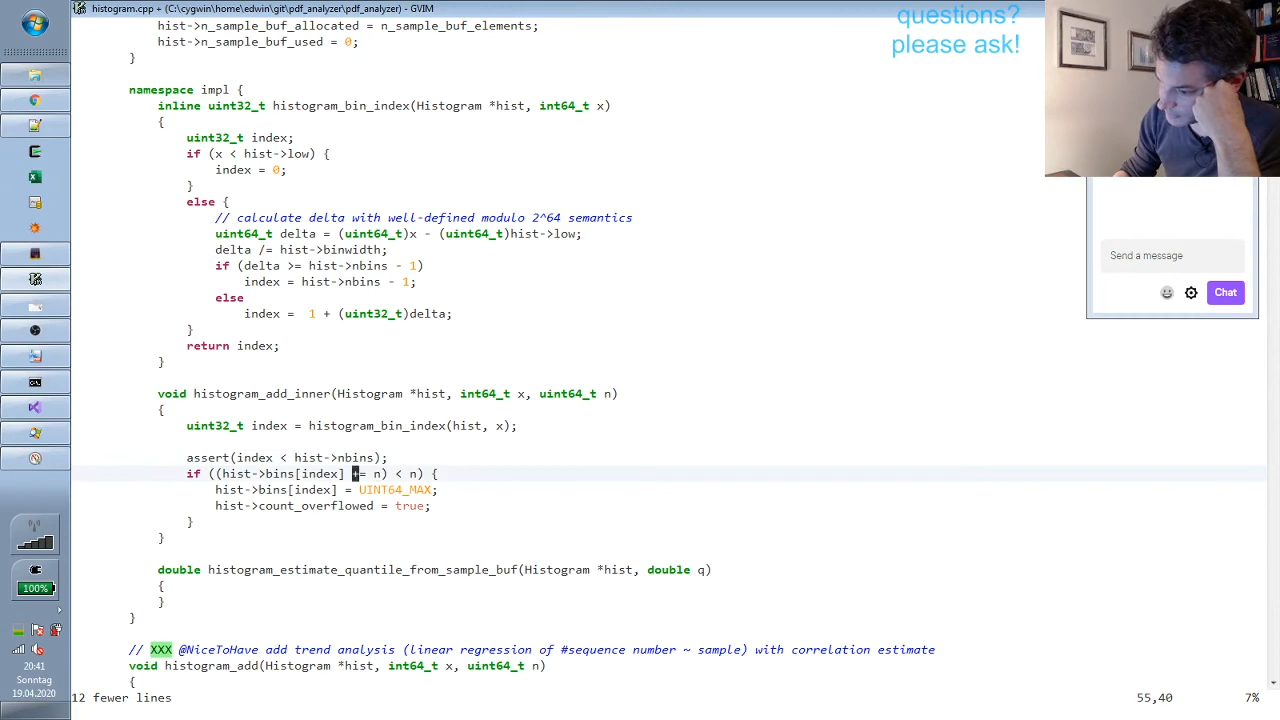 histogram.cpp + (C:\cygwin\home\edwin\git\pdf_analyzer\pdf_analyzer) - GVIM
questions?
please ask!
hist->n_sample_buf_allocated = n_sample_buf_elements;
hist->n_sample_buf_used = 0;
}
namespace impl {
inline uint32_t histogram_bin_index(Histogram *hist, int64_t x)
{
uint32_t index;
if (x < hist->low) {
index = 0;
}
else {
// calculate delta with well-defined modulo 2^64 semantics
uint64_t delta = (uint64_t)x - (uint64_t)hist->low;
delta /= hist->binwidth;
if (delta >= hist->nbins - 1)
index = hist->nbins - 1;
else
index =  1 + (uint32_t)delta;
}
return index;
}
void histogram_add_inner(Histogram *hist, int64_t x, uint64_t n)
{
uint32_t index = histogram_bin_index(hist, x);
assert(index < hist->nbins);
if ((hist->bins[index] += n) < n) {
hist->bins[index] = UINT64_MAX;
hist->count_overflowed = true;
}
}
double histogram_estimate_quantile_from_sample_buf(Histogram *hist, double q)
{
}
}
// XXX @NiceToHave add trend analysis (linear regression of #sequence number ~ sample) with correlation estimate
void histogram_add(Histogram *hist, int64_t x, uint64_t n)
{
12 fewer lines
55,40
7%
Send a message
Chat
100%
20:41
Sonntag
19.04.2020